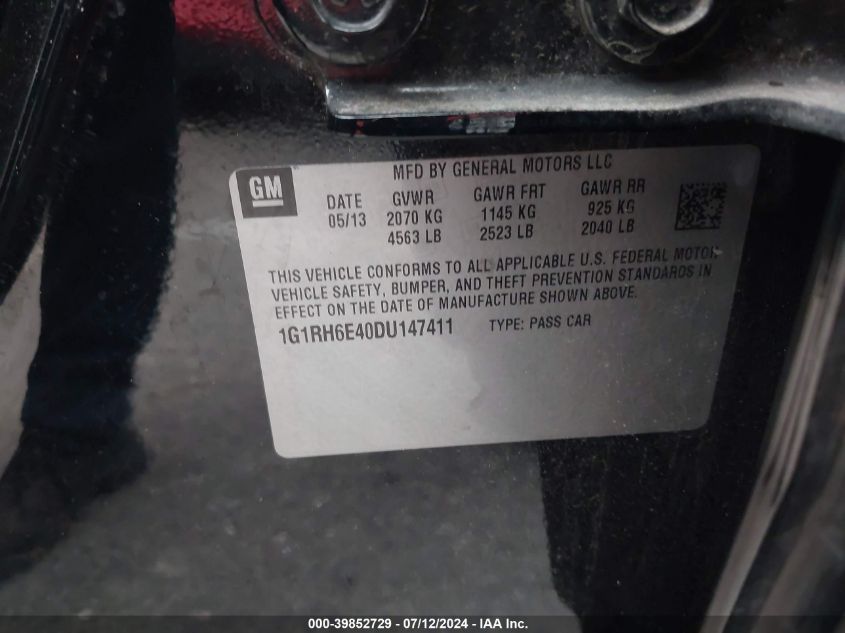 MFD BY GENERAL MOTORS LLC
GM
DATE GVWR GAWR FRT GAWR RR
05/13 2070 KG 1145 KG 925 KG
4563 LB 2523 LB 2040 LB
THIS VEHICLE CONFORMS TO ALL APPLICABLE U.S. FEDERAL MOTOR
VEHICLE SAFETY, BUMPER, AND THEFT PREVENTION STANDARDS IN
EFFECT ON THE DATE OF MANUFACTURE SHOWN ABOVE.
1G1RH6E40DU147411 TYPE: PASS CAR
000-39852729 - 07/12/2024 - IAA Inc.